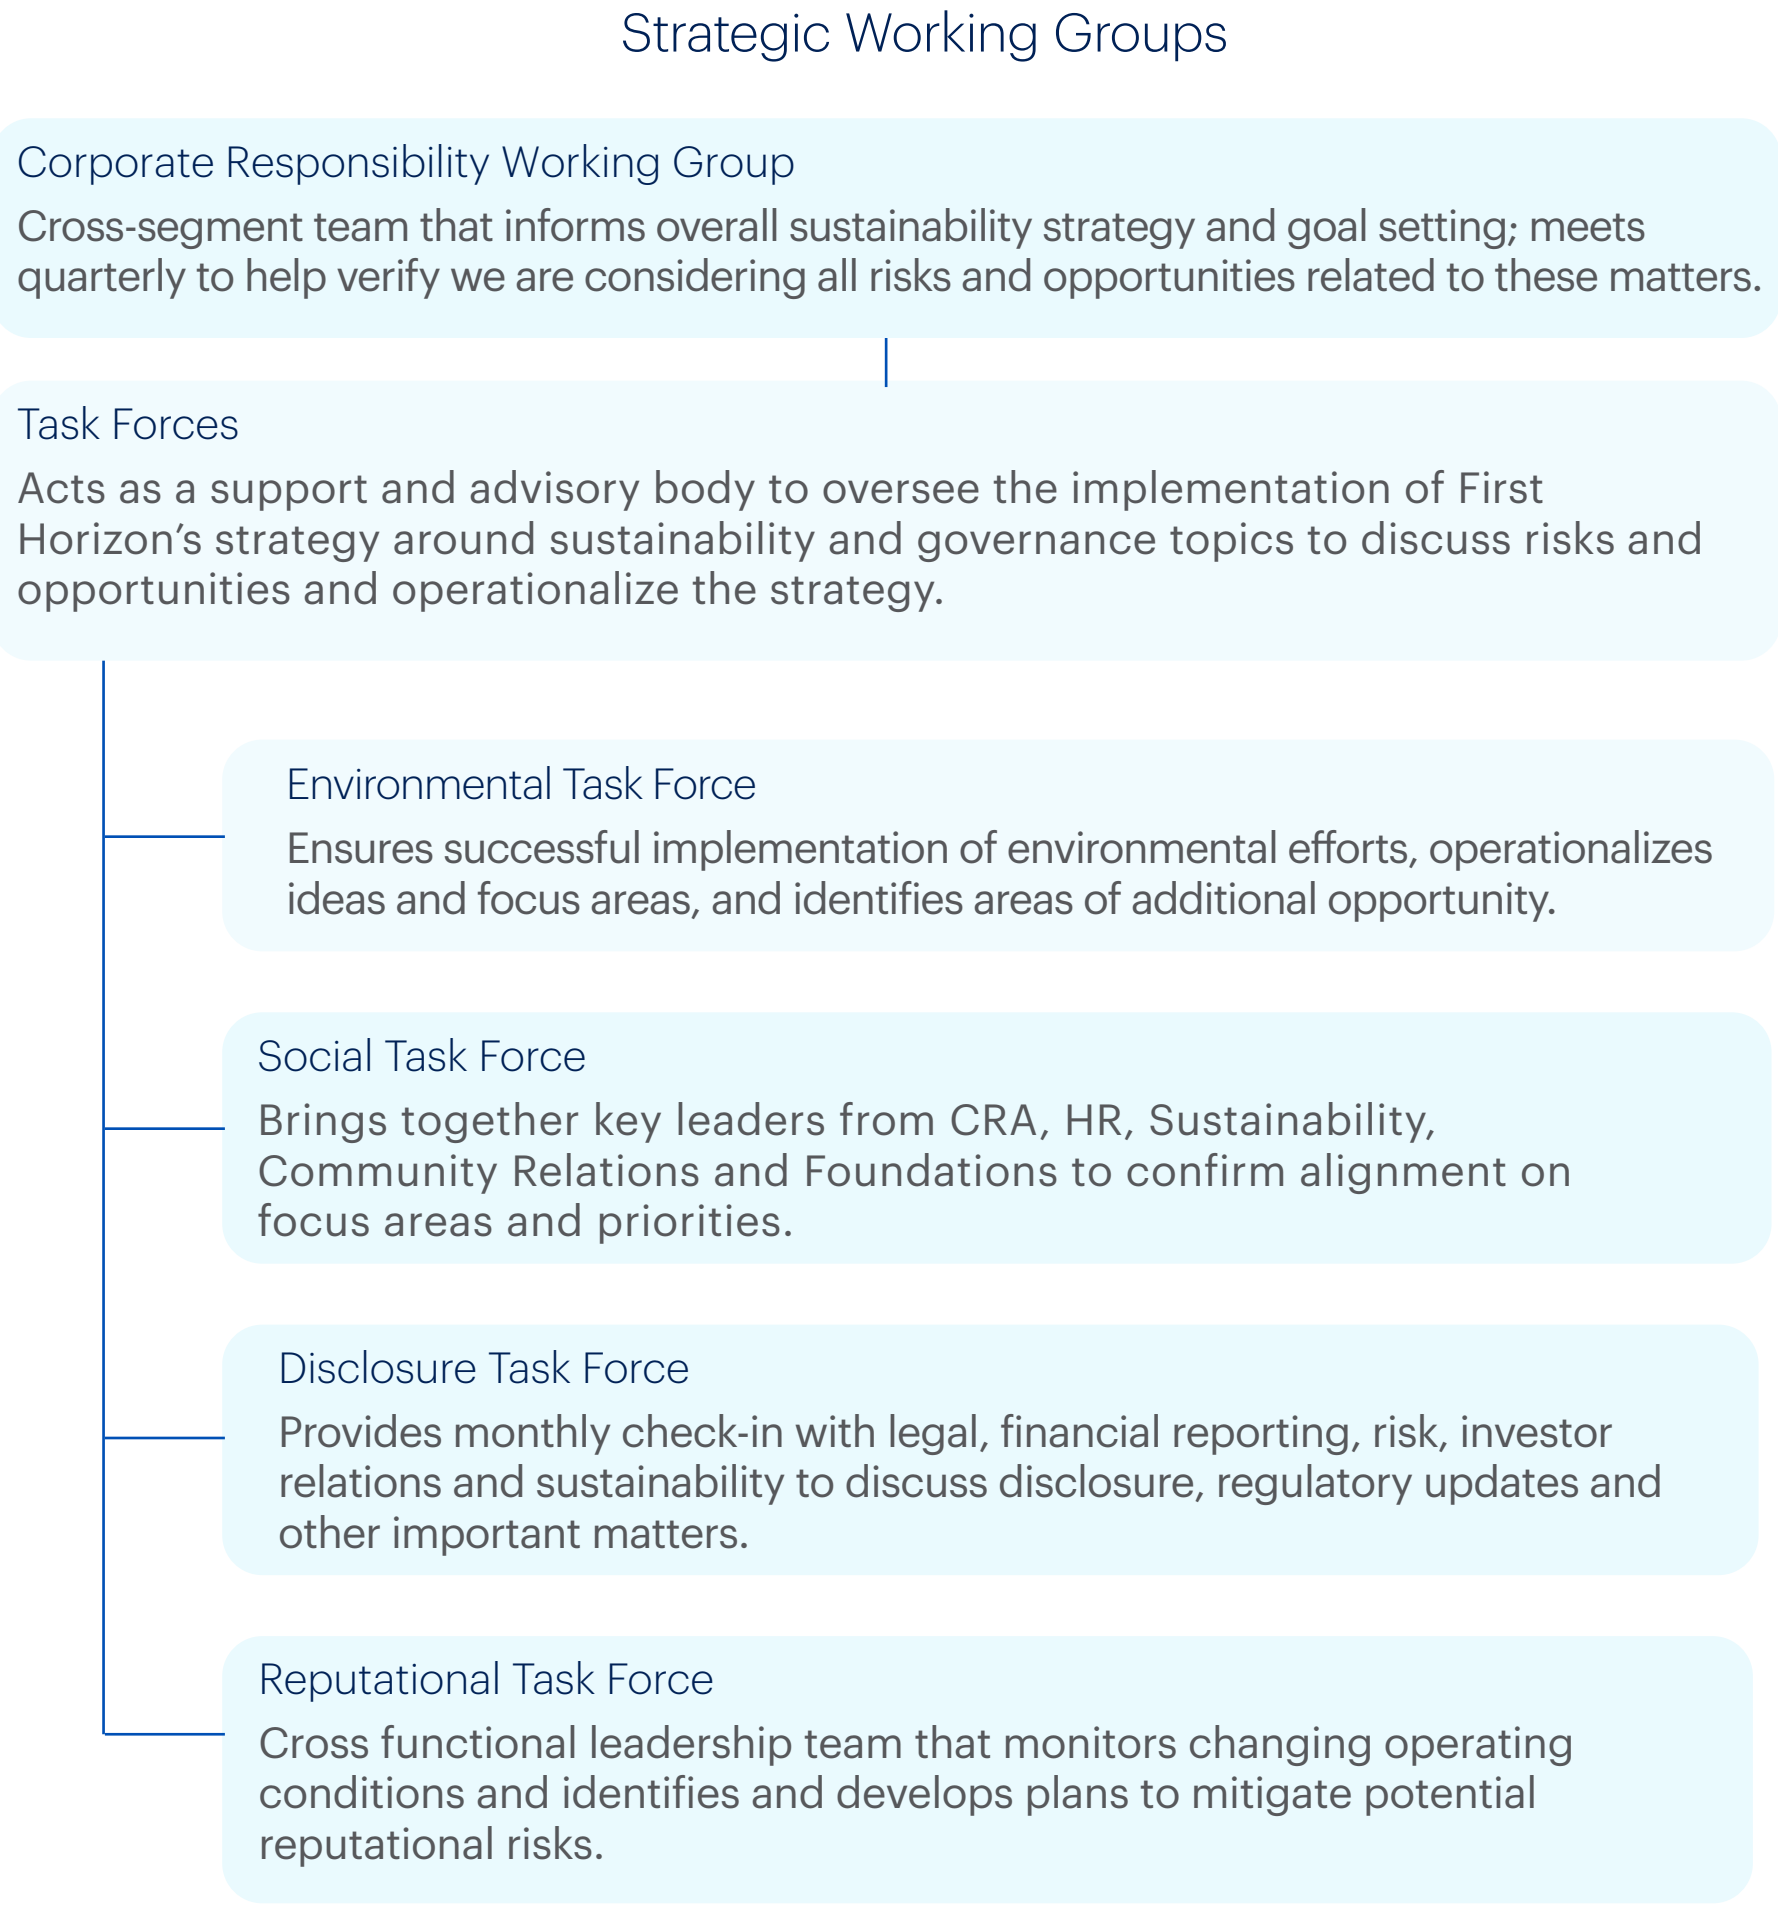 Strategic Working Groups
Corporate Responsibility Working Group
Cross-segment team that informs overall sustainability strategy and goal setting; meets
quarterly to help verify we are considering all risks and opportunities related to these matters.
Task Forces
Acts as a support and advisory body to oversee the implementation of First
Horizon’s strategy around sustainability and governance topics to discuss risks and
opportunities and operationalize the strategy.
Environmental Task Force
Ensures successful implementation of environmental efforts, operationalizes
ideas and focus areas, and identifies areas of additional opportunity.
Social Task Force
Brings together key leaders from CRA, HR, Sustainability,
Community Relations and Foundations to confirm alignment on
focus areas and priorities.
Disclosure Task Force
Provides monthly check-in with legal, financial reporting, risk, investor
relations and sustainability to discuss disclosure, regulatory updates and
other important matters.
Reputational Task Force
Cross functional leadership team that monitors changing operating
conditions and identifies and develops plans to mitigate potential
reputational risks.